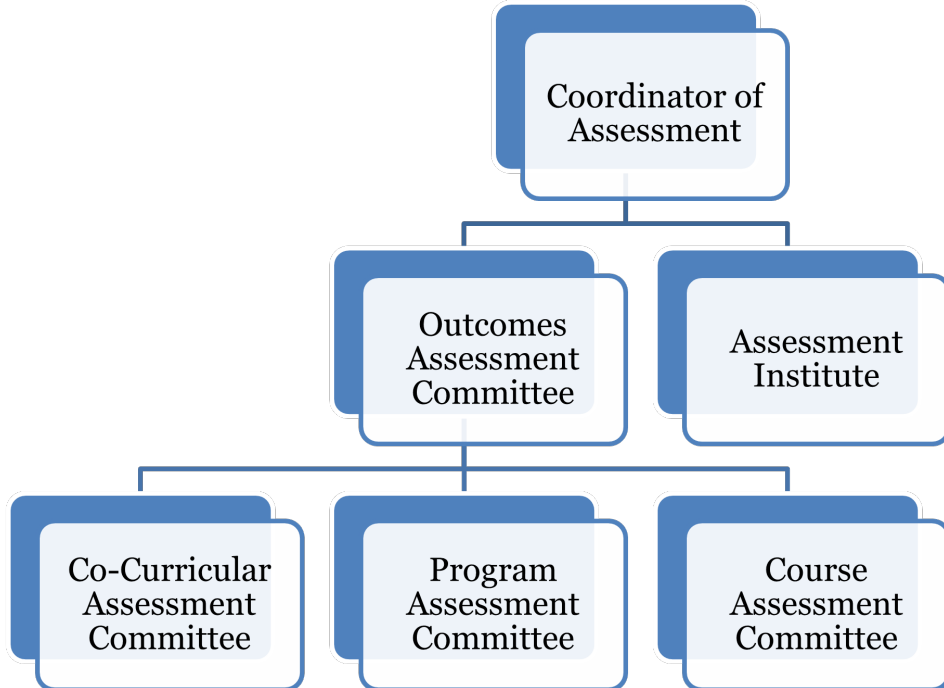 Coordinator of
Assessment
Outcomes
Assessment
Committee
Assessment
Institute
Co-Curricular
Assessment
Committee
Program
Assessment
Committee
Course
Assessment
Committee